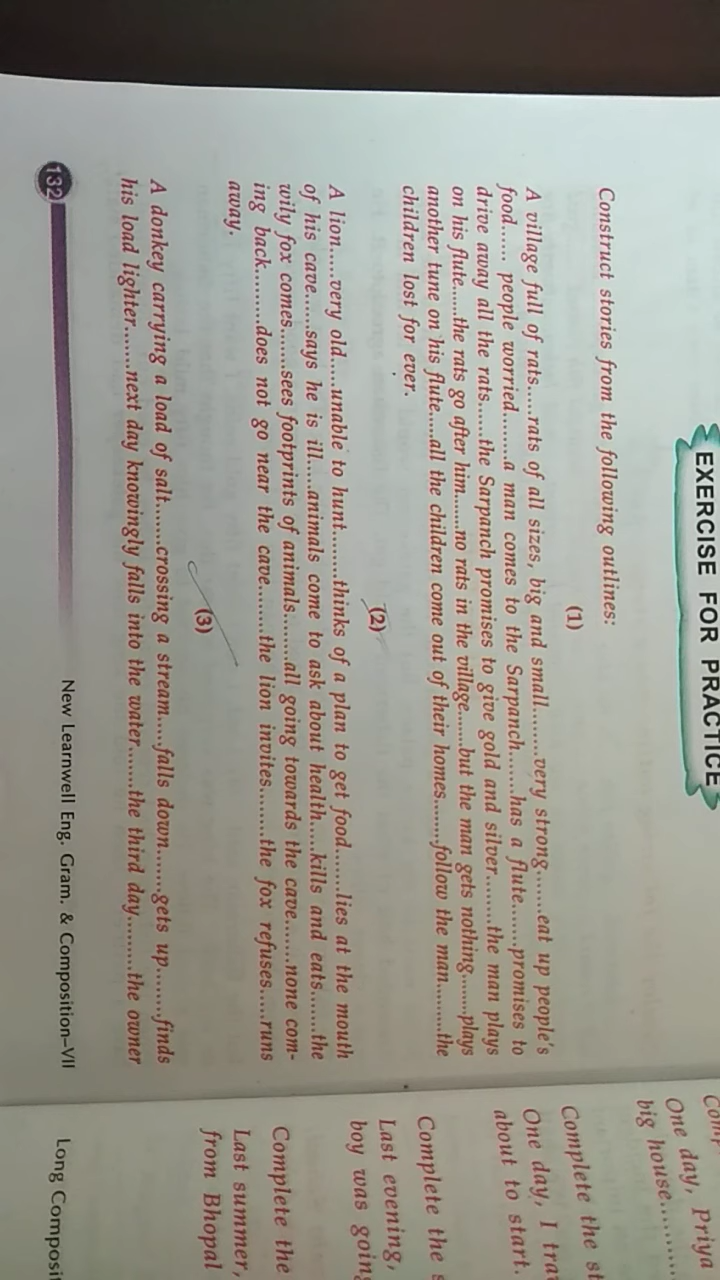 EXERCISE FOR PRACTICE
Construct stories from the following outlines:
(1)
A village full of rats.....rats of all sizes, big and small.........very strong.......eat up people's
food...... people worried.......a man comes to the Sarpanch.......has a flute.......promises to
drive away all the rats......the Sarpanch promises to give gold and silver........the man plays
on his flute......the rats go after him......no rats in the village......but the man gets nothing......plays
another tune on his flute....all the children come out of their homes.......follow the man.........the
children lost for ever.
(2)
A lion.....very old.....unable to hunt........thinks of a plan to get food.......lies at the mouth
of his cave.....says he is ill....animals come to ask about health....kills and eats.......the
wily fox comes.......sees footprints of animals.......all going towards the cave.......none com-
ing back.........does not go near the cave........the lion invites........the fox refuses.....runs
away.
(3)
A donkey carrying a load of salt......crossing a stream....falls down......gets up.......finds
his load lighter.......next day knowingly falls into the water.......the third day.........the owner
132
New Learnwell Eng. Gram. & Composition–VII
One day, Priya
big house..........
Complete the st
One day, I tra
about to start.
Complete the s
Last evening,
boy was going
Complete the
Last summer,
from Bhopal
Long Composit